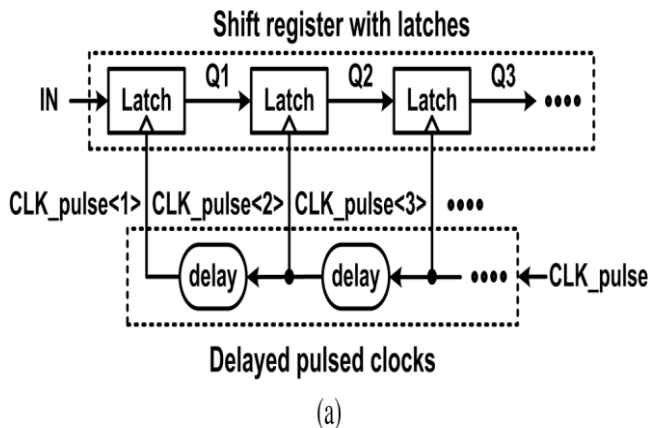 Shift register with latches
IN Latch Q1 Latch Q2 Latch Q3
CLK_pulse<1> CLK_pulse<2> CLK_pulse<3>
delay delay CLK_pulse
Delayed pulsed clocks
(a)